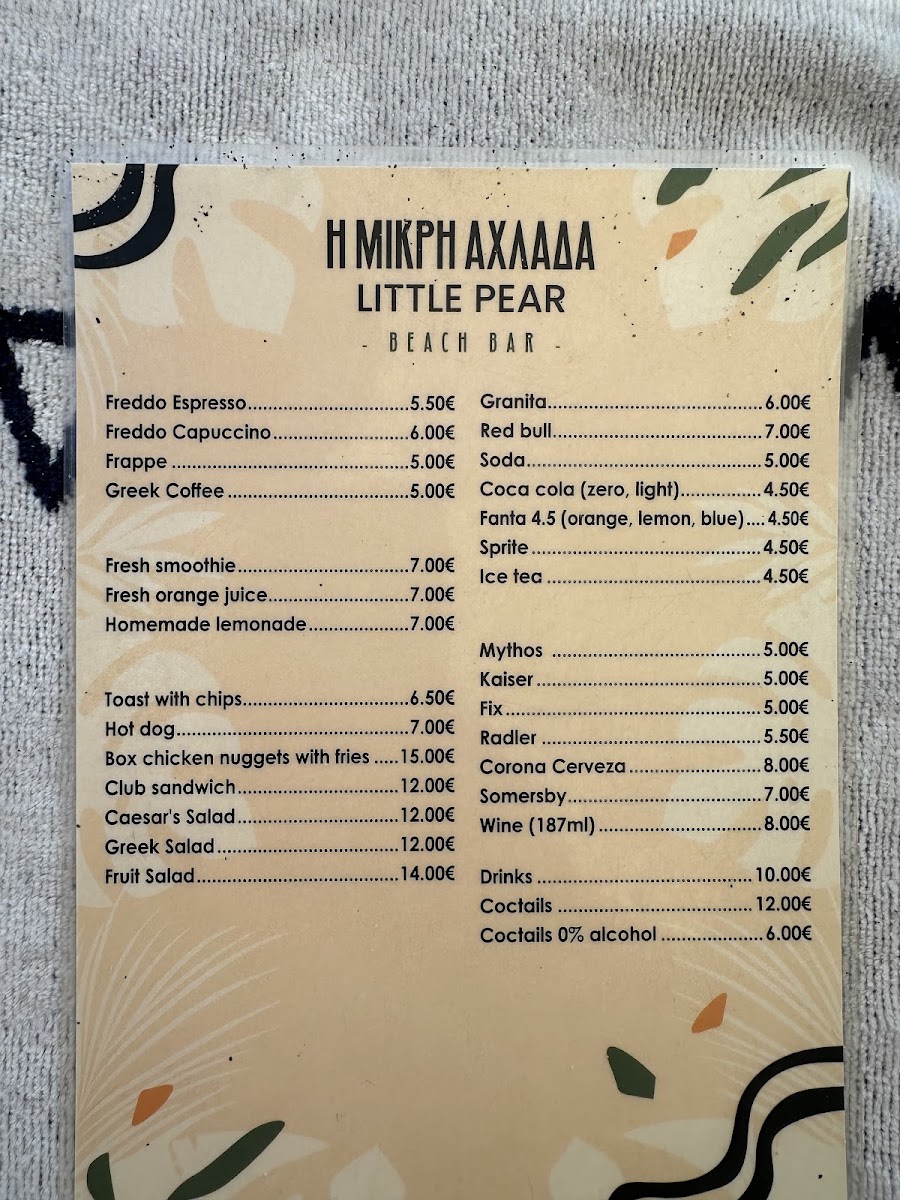 Η ΜΙΚΡΗ ΑΧΛΑΔΑ
LITTLE PEAR
- BEACH BAR -
Freddo Espresso................................5.50€
Freddo Capuccino...........................6.00€
Frappe ...............................................5.00€
Greek Coffee ....................................5.00€
Fresh smoothie..................................7.00€
Fresh orange juice............................7.00€
Homemade lemonade....................7.00€
Toast with chips.................................6.50€
Hot dog..............................................7.00€
Box chicken nuggets with fries .....15.00€
Club sandwich................................12.00€
Caesar's Salad................................12.00€
Greek Salad....................................12.00€
Fruit Salad........................................14.00€
Granita...........................................6.00€
Red bull..........................................7.00€
Soda...............................................5.00€
Coca cola (zero, light)................4.50€
Fanta 4.5 (orange, lemon, blue)....4.50€
Sprite ..............................................4.50€
Ice tea ...........................................4.50€
Mythos ..........................................5.00€
Kaiser .............................................5.00€
Fix...................................................5.00€
Radler ............................................5.50€
Corona Cerveza...........................8.00€
Somersby.......................................7.00€
Wine (187ml) .................................8.00€
Drinks ...........................................10.00€
Coctails .......................................12.00€
Coctails 0% alcohol .....................6.00€